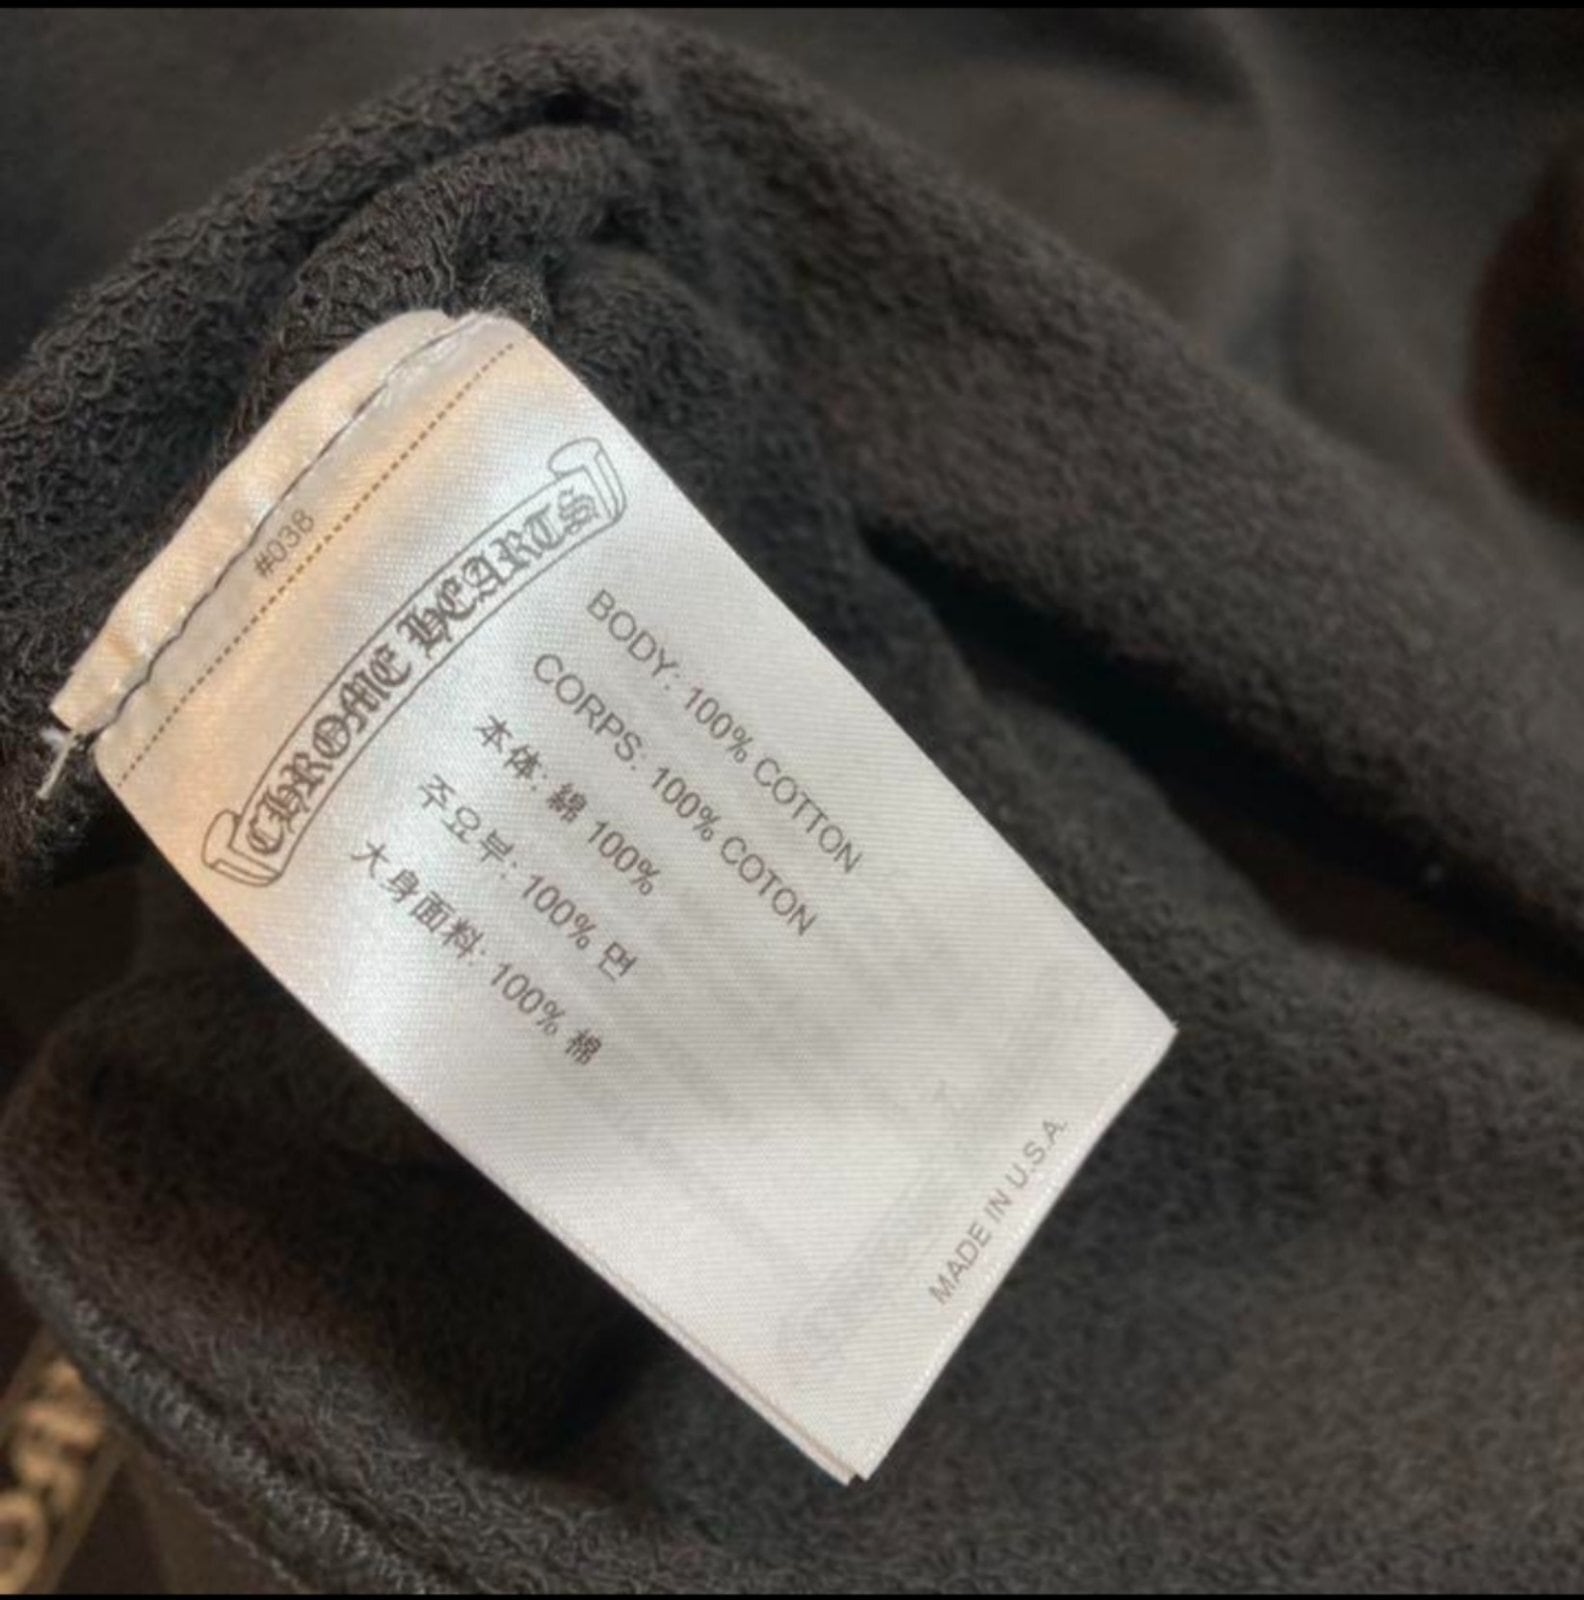 #038
CHROME HEARTS
BODY: 100% COTTON
CORPS: 100% COTON
本体: 綿 100%
주요부: 100% 면
大身面料: 100% 棉
MADE IN U.S.A.